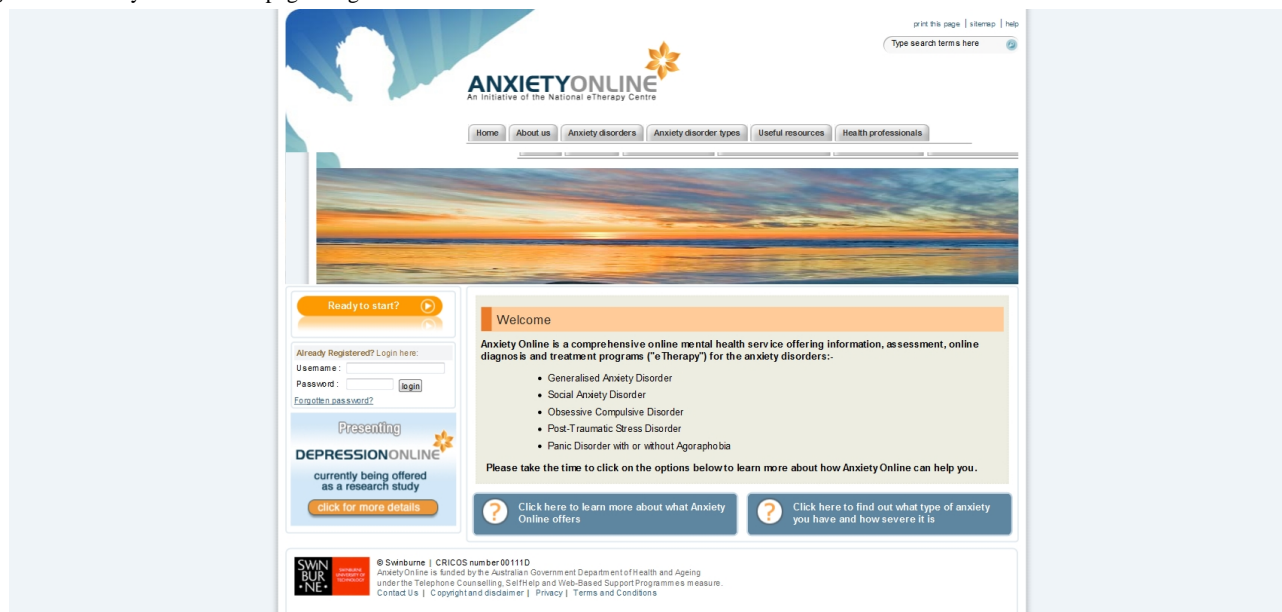 print this page | sitemap | help
Type search terms here
ANXIETYONLINE
An Initiative of the National eTherapy Centre
Home About us Anxiety disorders Anxiety disorder types Useful resources Health professionals
Ready to start?
Already Registered? Login here:
Username :
Password : login
Forgotten password?
Presenting
DEPRESSIONONLINE
currently being offered
as a research study
click for more details
Welcome
Anxiety Online is a comprehensive online mental health service offering information, assessment, online
diagnosis and treatment programs ("eTherapy") for the anxiety disorders:-
• Generalised Anxiety Disorder
• Social Anxiety Disorder
• Obsessive Compulsive Disorder
• Post-Traumatic Stress Disorder
• Panic Disorder with or without Agoraphobia
Please take the time to click on the options below to learn more about how Anxiety Online can help you.
? Click here to learn more about what Anxiety
Online offers
? Click here to find out what type of anxiety
you have and how severe it is
SWIN
BUR
• NE •
SWINBURNE
UNIVERSITY OF
TECHNOLOGY
© Swinburne | CRICOS number 00111D
Anxiety Online is funded by the Australian Government Department of Health and Ageing
under the Telephone Counselling, Self Help and Web-Based Support Programmes measure.
Contact Us | Copyright and disclaimer | Privacy | Terms and Conditions